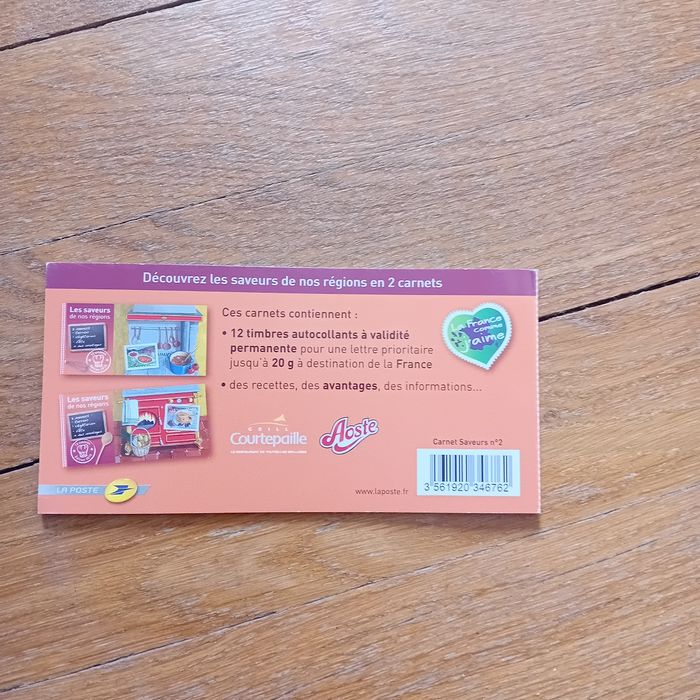 Découvrez les saveurs de nos régions en 2 carnets
Les saveurs
de nos régions
Les saveurs
de nos régions
Ces carnets contiennent :
• 12 timbres autocollants à validité
permanente pour une lettre prioritaire
jusqu'à 20 g à destination de la France
• des recettes, des avantages, des informations...
La France
comme
j'aime
GRILL
Courtepaille
Aoste
Carnet Saveurs n°2
3 561920 346762
LA POSTE
www.laposte.fr